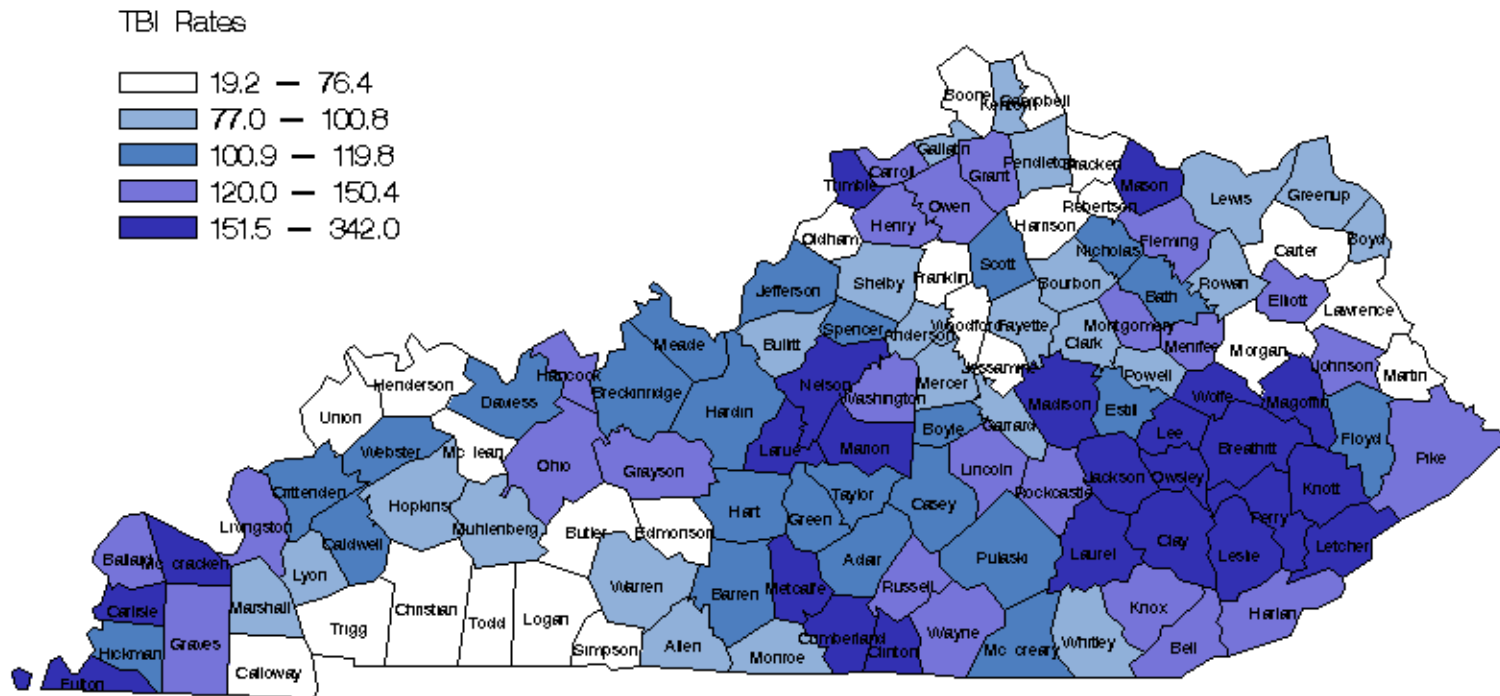 TBI Rates
19.2 – 76.4
77.0 – 100.8
100.9 – 119.8
120.0 – 150.4
151.5 – 342.0
Boone
Kenton
Campbell
Gallatin
Pendleton
Bracken
Carroll
Grant
Trimble
Mason
Lewis
Greenup
Owen
Robertson
Henry
Harrison
Oldham
Fleming
Boyd
Nicholas
Carter
Scott
Franklin
Shelby
Bourbon
Rowan
Jefferson
Bath
Elliott
Lawrence
Woodford
Fayette
Montgomery
Spencer
Anderson
Clark
Menifee
Meade
Bullitt
Morgan
Jessamine
Johnson
Martin
Hancock
Henderson
Powell
Nelson
Mercer
Breckinridge
Daviess
Washington
Wolfe
Magoffin
Madison
Hardin
Estill
Union
Garrard
Boyle
Lee
Floyd
Webster
Mc lean
Larue
Marion
Breathitt
Pike
Ohio
Grayson
Lincoln
Jackson
Owsley
Knott
Crittenden
Taylor
Rockcastle
Hopkins
Casey
Livingston
Hart
Green
Perry
Muhlenberg
Butler
Edmonson
Caldwell
Clay
Letcher
Laurel
Leslie
Ballard
Mc cracken
Adair
Pulaski
Lyon
Warren
Metcalfe
Russell
Barren
Carlisle
Marshall
Knox
Harlan
Christian
Logan
Todd
Trigg
Wayne
Cumberland
Clinton
Whitley
Graves
Allen
Bell
Simpson
Hickman
Monroe
Mc creary
Calloway
Fulton